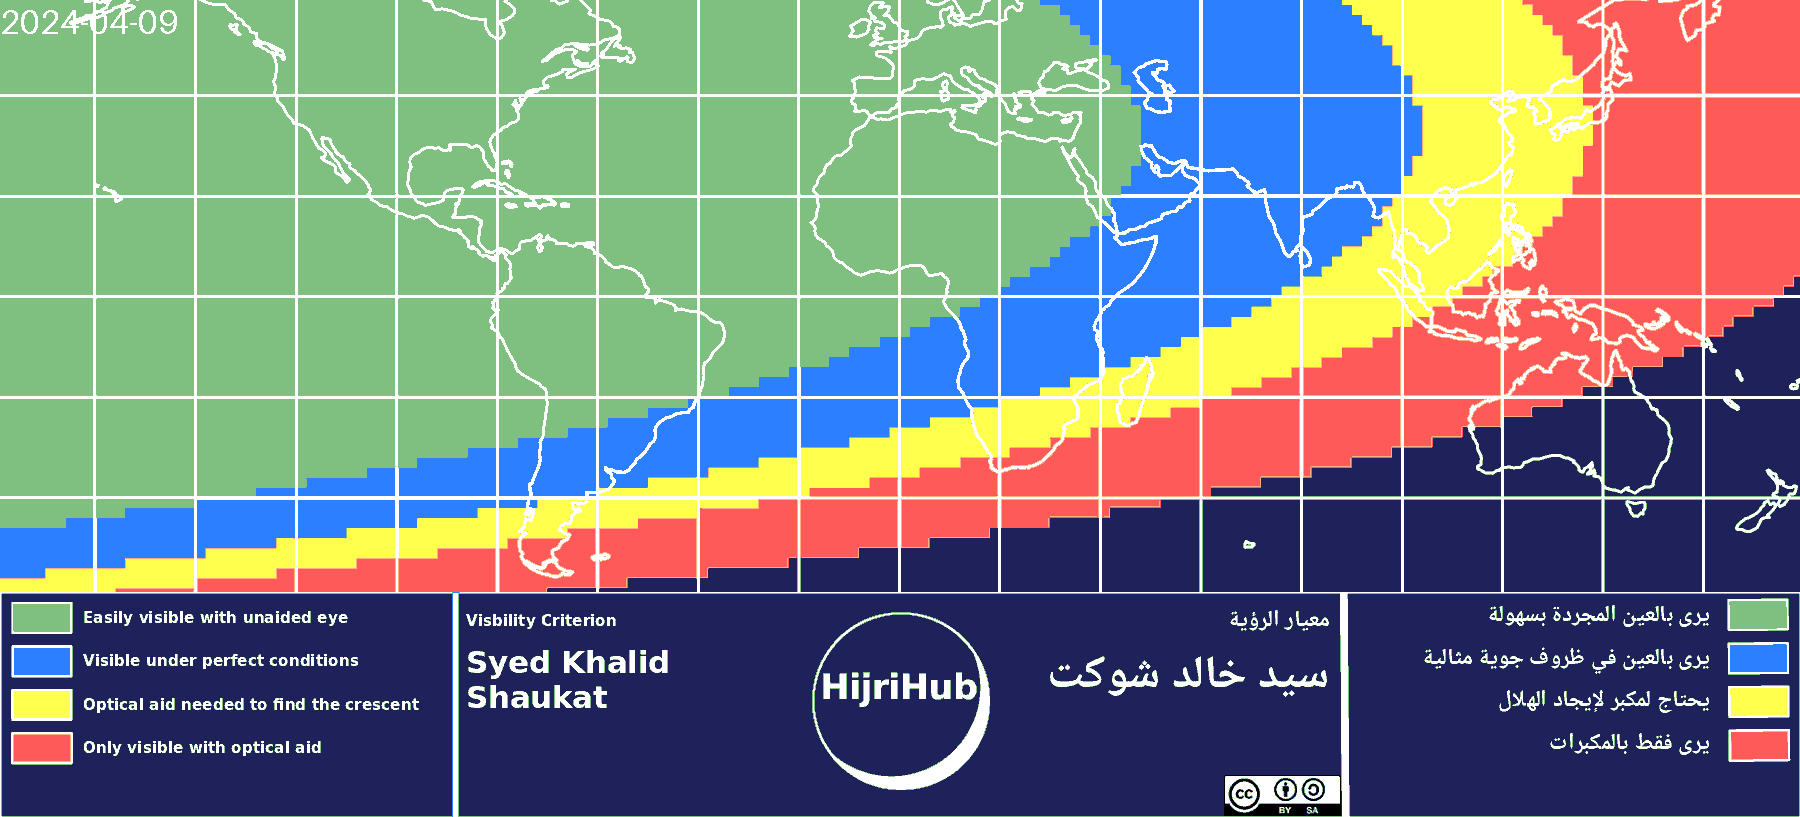 2024-04-09
Easily visible with unaided eye
Visible under perfect conditions
Optical aid needed to find the crescent
Only visible with optical aid
Visbility Criterion
Syed Khalid
Shaukat
HijriHub
معيار الرؤية
سيد خالد شوكت
cc
BY SA
يرى بالعين المجردة بسهولة
يرى بالعين في ظروف جوية مثالية
يحتاج لمكبر لإيجاد الهلال
يرى فقط بالمكبرات